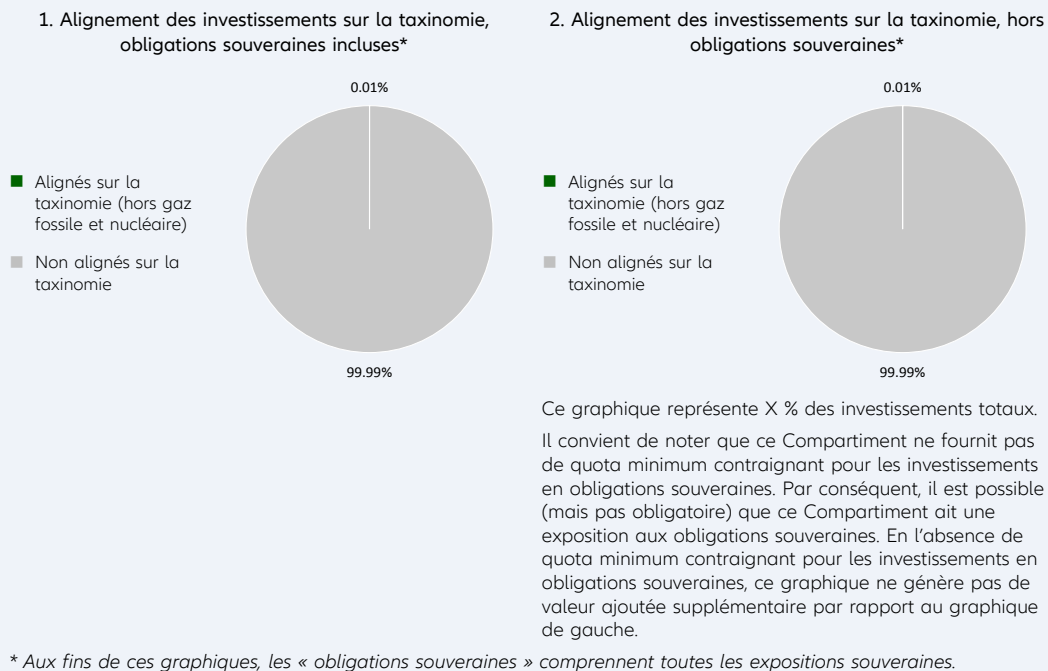 1. Alignement des investissements sur la taxinomie,
obligations souveraines incluses*
0.01%
Alignés sur la
taxinomie (hors gaz
fossile et nucléaire)
Non alignés sur la
taxinomie
99.99%
2. Alignement des investissements sur la taxinomie, hors
obligations souveraines*
0.01%
Alignés sur la
taxinomie (hors gaz
fossile et nucléaire)
Non alignés sur la
taxinomie
99.99%
Ce graphique représente X % des investissements totaux.
Il convient de noter que ce Compartiment ne fournit pas
de quota minimum contraignant pour les investissements
en obligations souveraines. Par conséquent, il est possible
(mais pas obligatoire) que ce Compartiment ait une
exposition aux obligations souveraines. En l’absence de
quota minimum contraignant pour les investissements en
obligations souveraines, ce graphique ne génère pas de
valeur ajoutée supplémentaire par rapport au graphique
de gauche.
* Aux fins de ces graphiques, les « obligations souveraines » comprennent toutes les expositions souveraines.